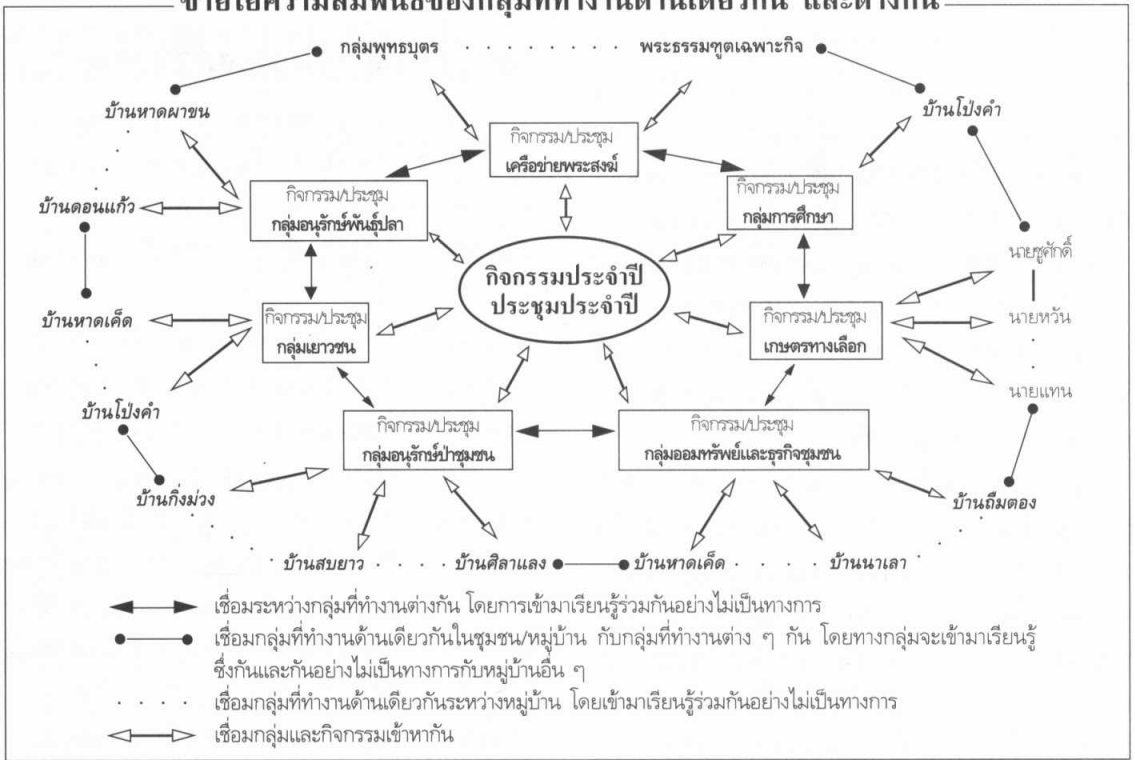 ข่ายใยความสัมพันธ์ของกลุ่มที่ทำงานด้านเดียวกัน และต่างกัน
กลุ่มพุทธบุตร · · · · · · · พระธรรมฑูตเฉพาะกิจ
บ้านหาดผาขน
บ้านโป่งคำ
กิจกรรม/ประชุม
เครือข่ายพระสงฆ์
กิจกรรม/ประชุม
กลุ่มอนุรักษ์พันธุ์ปลา
กิจกรรม/ประชุม
กลุ่มการศึกษา
บ้านดอนแก้ว
นายชูศักดิ์
กิจกรรมประจำปี
ประชุมประจำปี
บ้านหาดเค็ด
กิจกรรม/ประชุม
กลุ่มเยาวชน
กิจกรรม/ประชุม
เกษตรทางเลือก
นายหวัน
นายแทน
บ้านโป่งคำ
กิจกรรม/ประชุม
กลุ่มอนุรักษ์ป่าชุมชน
กิจกรรม/ประชุม
กลุ่มออมทรัพย์และธุรกิจชุมชน
บ้านกิ่งม่วง
บ้านถืมตอง
บ้านสบยาว · · · · บ้านศิลาแลง บ้านหาดเค็ด · · · · บ้านนาเลา
เชื่อมระหว่างกลุ่มที่ทำงานต่างกัน โดยการเข้ามาเรียนรู้ร่วมกันอย่างไม่เป็นทางการ
เชื่อมกลุ่มที่ทำงานด้านเดียวกันในชุมชน/หมู่บ้าน กับกลุ่มที่ทำงานต่าง ๆ กัน โดยทางกลุ่มจะเข้ามาเรียนรู้
ซึ่งกันและกันอย่างไม่เป็นทางการกับหมู่บ้านอื่น ๆ
· · · · เชื่อมกลุ่มที่ทำงานด้านเดียวกันระหว่างหมู่บ้าน โดยเข้ามาเรียนรู้ร่วมกันอย่างไม่เป็นทางการ
เชื่อมกลุ่มและกิจกรรมเข้าหากัน